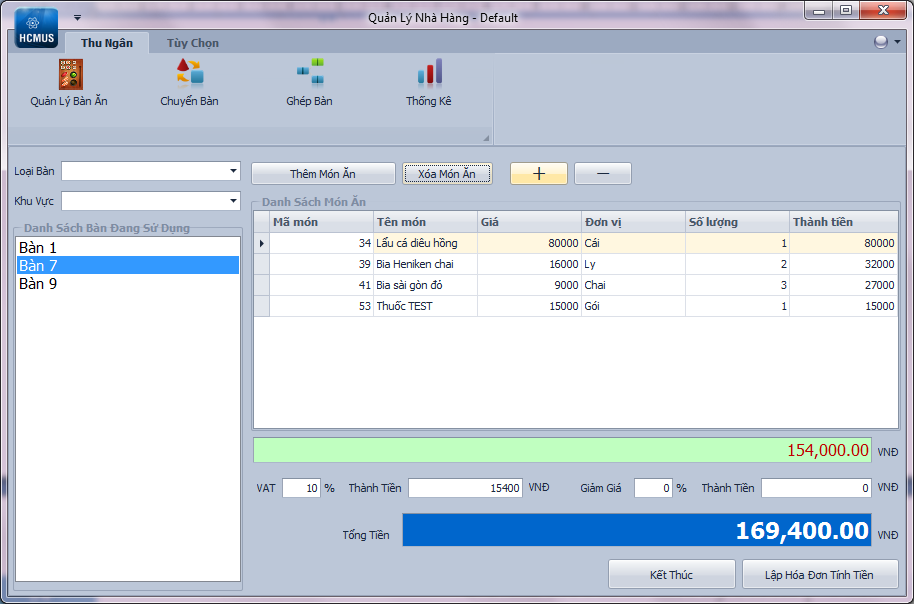 Quản Lý Nhà Hàng - Default
HCMUS
Thu Ngân Tùy Chọn
Quản Lý Bàn Ăn Chuyển Bàn Ghép Bàn Thống Kê
Loại Bàn
Khu Vực
Danh Sách Bàn Đang Sử Dụng
Bàn 1
Bàn 7
Bàn 9
Thêm Món Ăn Xóa Món Ăn + —
Danh Sách Món Ăn
Mã món Tên món Giá Đơn vị Số lượng Thành tiền
34 Lẩu cá diêu hồng 80000 Cái 1 80000
39 Bia Heniken chai 16000 Ly 2 32000
41 Bia sài gòn đỏ 9000 Chai 3 27000
53 Thuốc TEST 15000 Gói 1 15000
154,000.00 VNĐ
VAT 10 % Thành Tiền 15400 VNĐ Giảm Giá 0 % Thành Tiền 0 VNĐ
Tổng Tiền 169,400.00 VNĐ
Kết Thúc Lập Hóa Đơn Tính Tiền